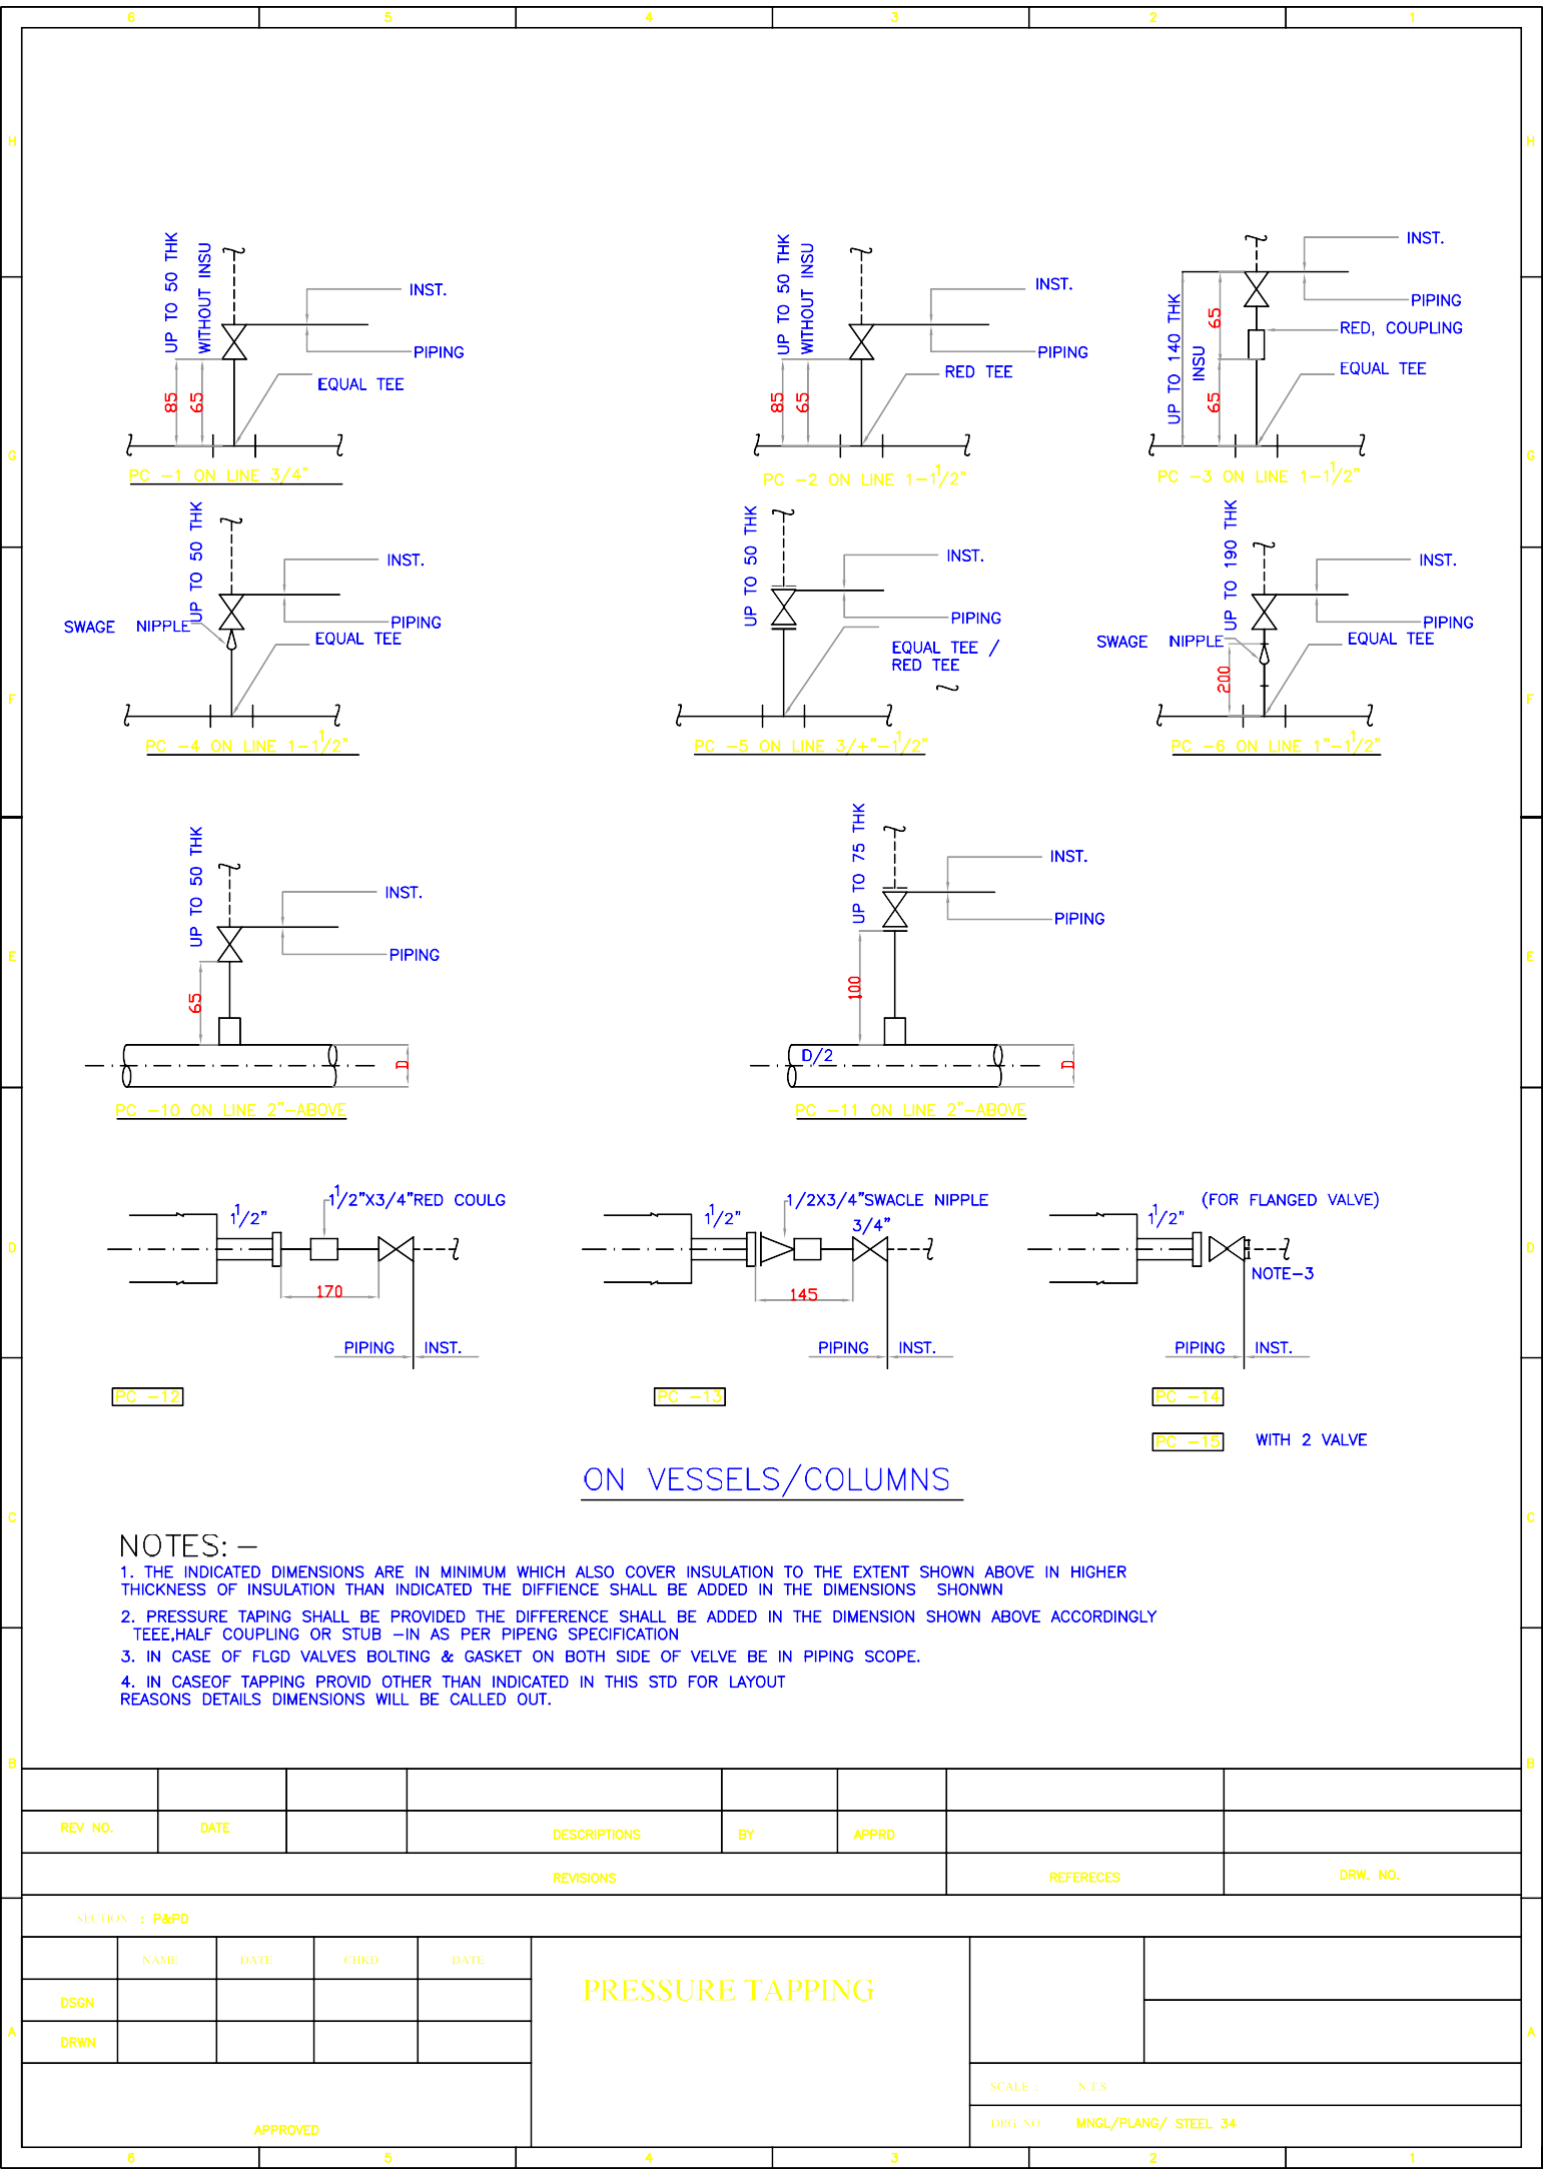 6 5 4 3 2 1
H H
UP TO 50 THK
WITHOUT INSU
INST.
PIPING
EQUAL TEE
85
65
PC -1 ON LINE 3/4"
UP TO 50 THK
WITHOUT INSU
INST.
PIPING
RED TEE
85
65
PC -2 ON LINE 1-1/2"
UP TO 140 THK
INSU
INST.
PIPING
65
RED, COUPLING
EQUAL TEE
65
PC -3 ON LINE 1-1/2"
G G
UP TO 50 THK
INST.
PIPING
SWAGE NIPPLE
EQUAL TEE
PC -4 ON LINE 1-1/2"
UP TO 50 THK
INST.
PIPING
EQUAL TEE /
RED TEE
PC -5 ON LINE 3/+"-1/2"
UP TO 190 THK
INST.
PIPING
SWAGE NIPPLE
EQUAL TEE
200
PC -6 ON LINE 1"-1/2"
F F
UP TO 50 THK
INST.
PIPING
65
D
PC -10 ON LINE 2"-ABOVE
UP TO 75 THK
INST.
PIPING
100
D/2
D
PC -11 ON LINE 2"-ABOVE
E E
1/2"X3/4"RED COULG
1/2"
170
PIPING INST.
PC -12
1/2X3/4"SWACLE NIPPLE
1/2"
3/4"
145
PIPING INST.
PC -13
(FOR FLANGED VALVE)
1/2"
NOTE-3
PIPING INST.
PC -14
PC -15 WITH 2 VALVE
D D
ON VESSELS/COLUMNS
C C
NOTES: -
1. THE INDICATED DIMENSIONS ARE IN MINIMUM WHICH ALSO COVER INSULATION TO THE EXTENT SHOWN ABOVE IN HIGHER
THICKNESS OF INSULATION THAN INDICATED THE DIFFIENCE SHALL BE ADDED IN THE DIMENSIONS SHONWN
2. PRESSURE TAPING SHALL BE PROVIDED THE DIFFERENCE SHALL BE ADDED IN THE DIMENSION SHOWN ABOVE ACCORDINGLY
TEEE,HALF COUPLING OR STUB -IN AS PER PIPENG SPECIFICATION
3. IN CASE OF FLGD VALVES BOLTING & GASKET ON BOTH SIDE OF VELVE BE IN PIPING SCOPE.
4. IN CASEOF TAPPING PROVID OTHER THAN INDICATED IN THIS STD FOR LAYOUT
REASONS DETAILS DIMENSIONS WILL BE CALLED OUT.
B B
REV NO. DATE DESCRIPTIONS BY APPRD
REVISIONS REFERECES DRW. NO.
SECTION : P&PD
NAME DATE CHKD DATE
DSGN
DRWN
APPROVED
PRESSURE TAPPING
SCALE : N.T.S
DRG NO MNGL/PLANG/ STEEL 34
A A
6 5 4 3 2 1